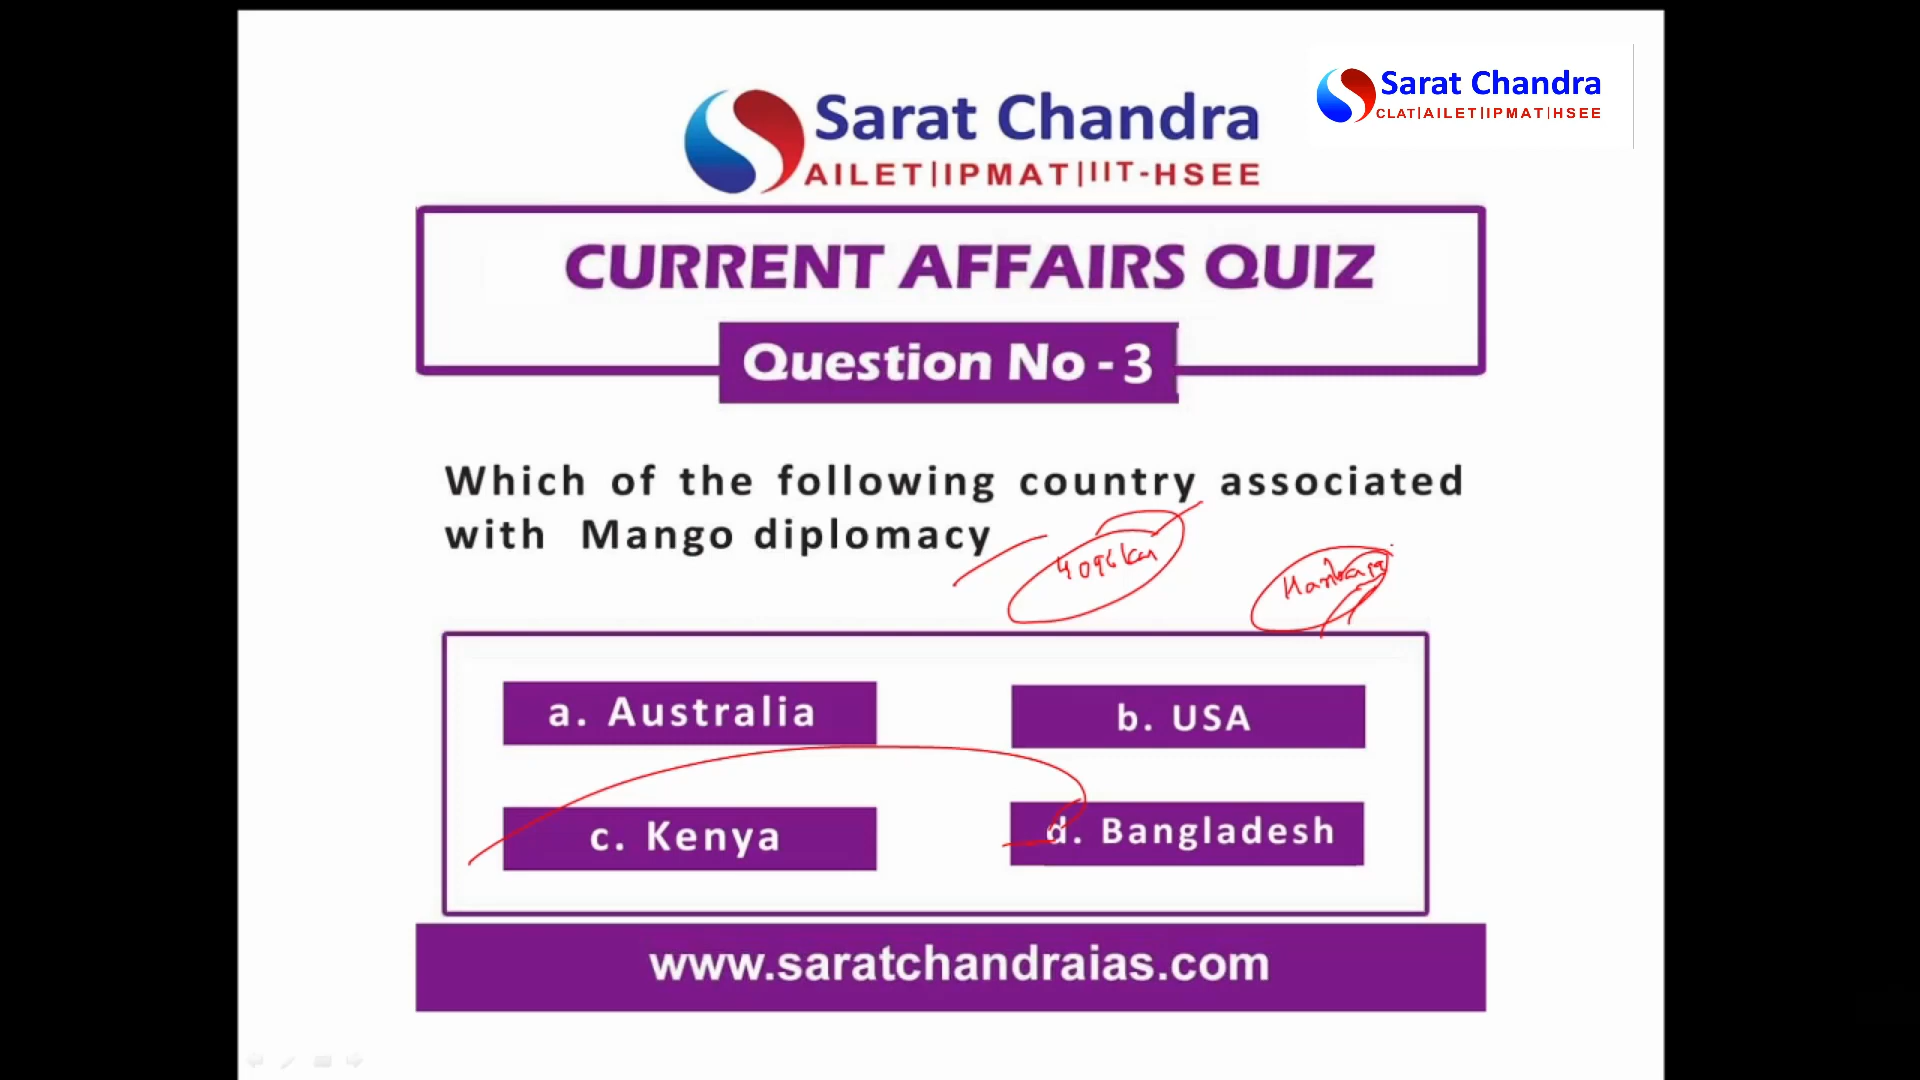 Sarat Chandra
CLAT|AILET|IPMAT|HSEE
Sarat Chandra
AILET|IPMAT|IIT-HSEE
CURRENT AFFAIRS QUIZ
Question No - 3
Which of the following country associated
with Mango diplomacy
4096km
a. Australia
b. USA
c. Kenya
d. Bangladesh
www.saratchandraias.com